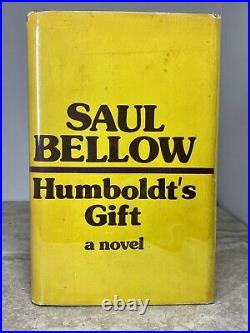 SAUL
BELLOW
Humboldt's
Gift
a novel